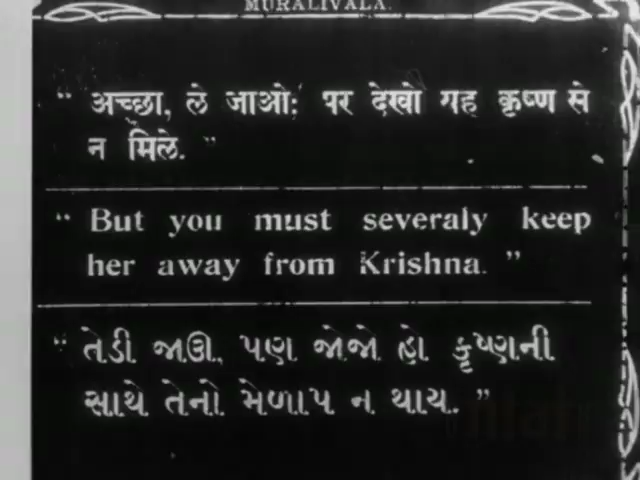 MURALIVALA.
" अच्छा, ले जाओ; पर देखो यह कृष्ण से
न मिले. "
" But you must severaly keep
her away from Krishna. "
" તેડી જાઊ, પણ જોજો હો કૃષ્ણની
સાથે તેનો મેળાપ ન થાય. "